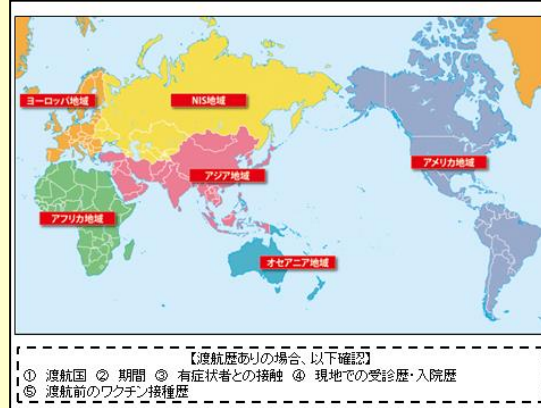 ヨーロッパ地域
NIS地域
アジア地域
アメリカ地域
アフリカ地域
オセアニア地域
【渡航歴ありの場合、以下確認】
① 渡航国 ② 期間 ③ 有症状者との接触 ④ 現地での受診歴・入院歴
⑤ 渡航前のワクチン接種歴